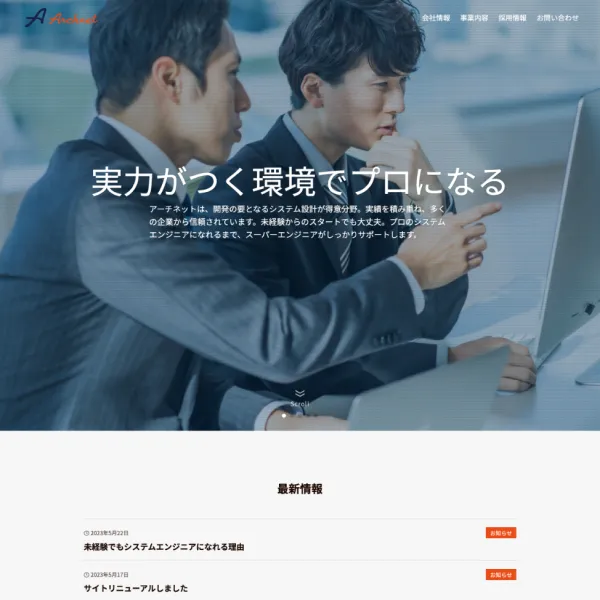 A Archnet
会社情報 事業内容 採用情報 お問い合わせ
実力がつく環境でプロになる
アーチネットは、開発の要となるシステム設計が得意分野。実績を積み重ね、多く
の企業から信頼されています。未経験からのスタートでも大丈夫。プロのシステム
エンジニアになれるまで、スーパーエンジニアがしっかりサポートします。
Scroll
最新情報
2023年5月22日 お知らせ
未経験でもシステムエンジニアになれる理由
2023年5月17日 お知らせ
サイトリニューアルしました